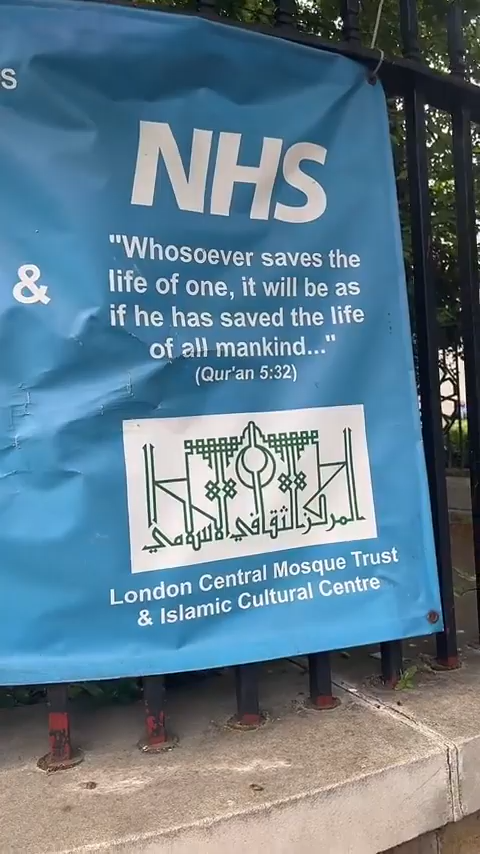 s
NHS
&
"Whosoever saves the
life of one, it will be as
if he has saved the life
of all mankind..."
(Qur'an 5:32)
المركز الثقافي الاسلامي
London Central Mosque Trust
& Islamic Cultural Centre